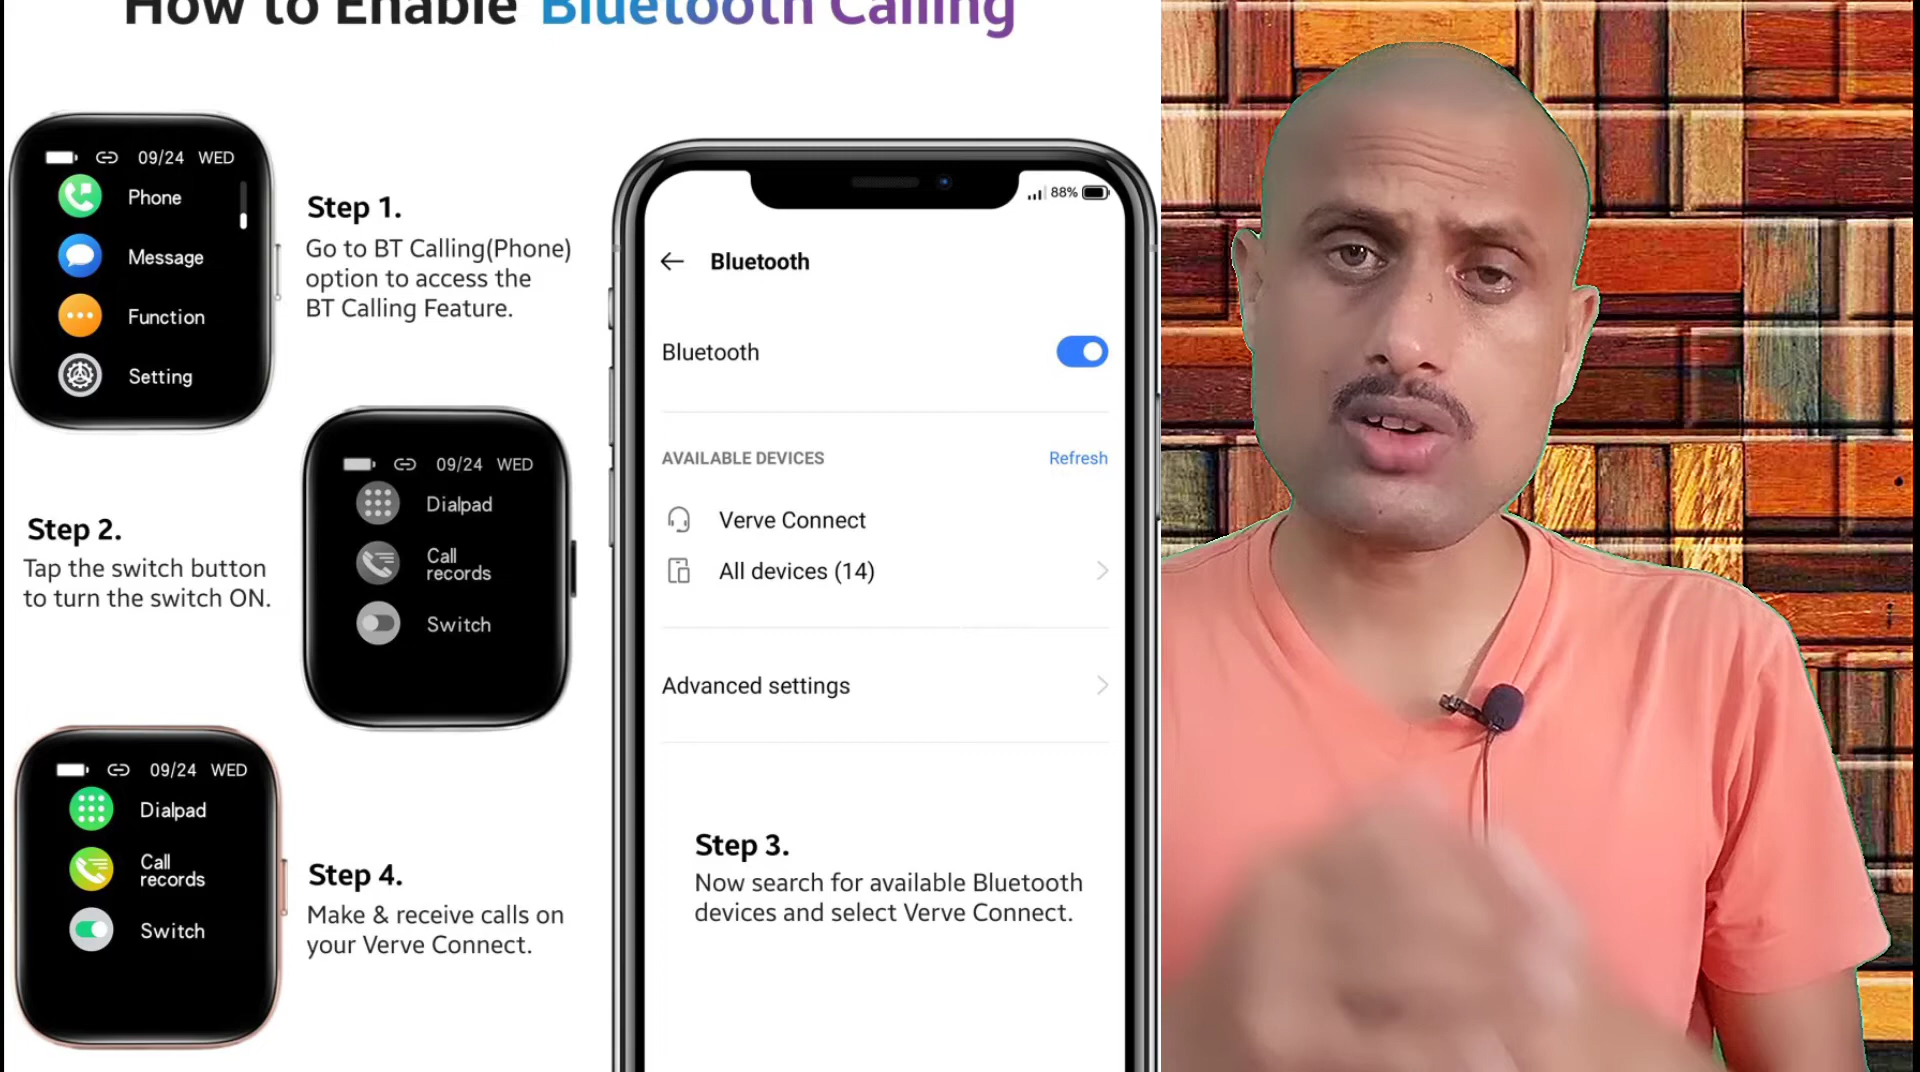 How to Enable Bluetooth Calling
09/24 WED
Phone
Message
Function
Setting
Step 1.
Go to BT Calling(Phone)
option to access the
BT Calling Feature.
Step 2.
Tap the switch button
to turn the switch ON.
09/24 WED
Dialpad
Call
records
Switch
09/24 WED
Dialpad
Call
records
Switch
Step 4.
Make & receive calls on
your Verve Connect.
88%
Bluetooth
Bluetooth
AVAILABLE DEVICES Refresh
Verve Connect
All devices (14)
Advanced settings
Step 3.
Now search for available Bluetooth
devices and select Verve Connect.